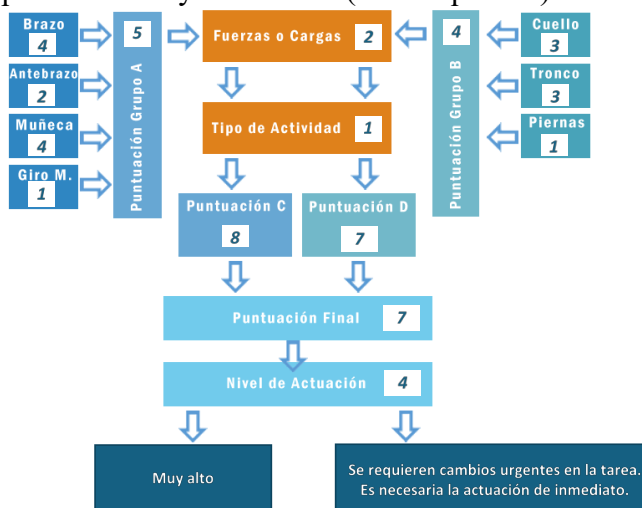 Brazo
4
Antebrazo
2
Muñeca
4
Giro M.
1
5
Puntuación Grupo A
Fuerzas o Cargas 2
Tipo de Actividad 1
4
Puntuación Grupo B
Cuello
3
Tronco
3
Piernas
1
Puntuación C
8
Puntuación D
7
Puntuación Final 7
Nivel de Actuación 4
Muy alto
Se requieren cambios urgentes en la tarea.
Es necesaria la actuación de inmediato.